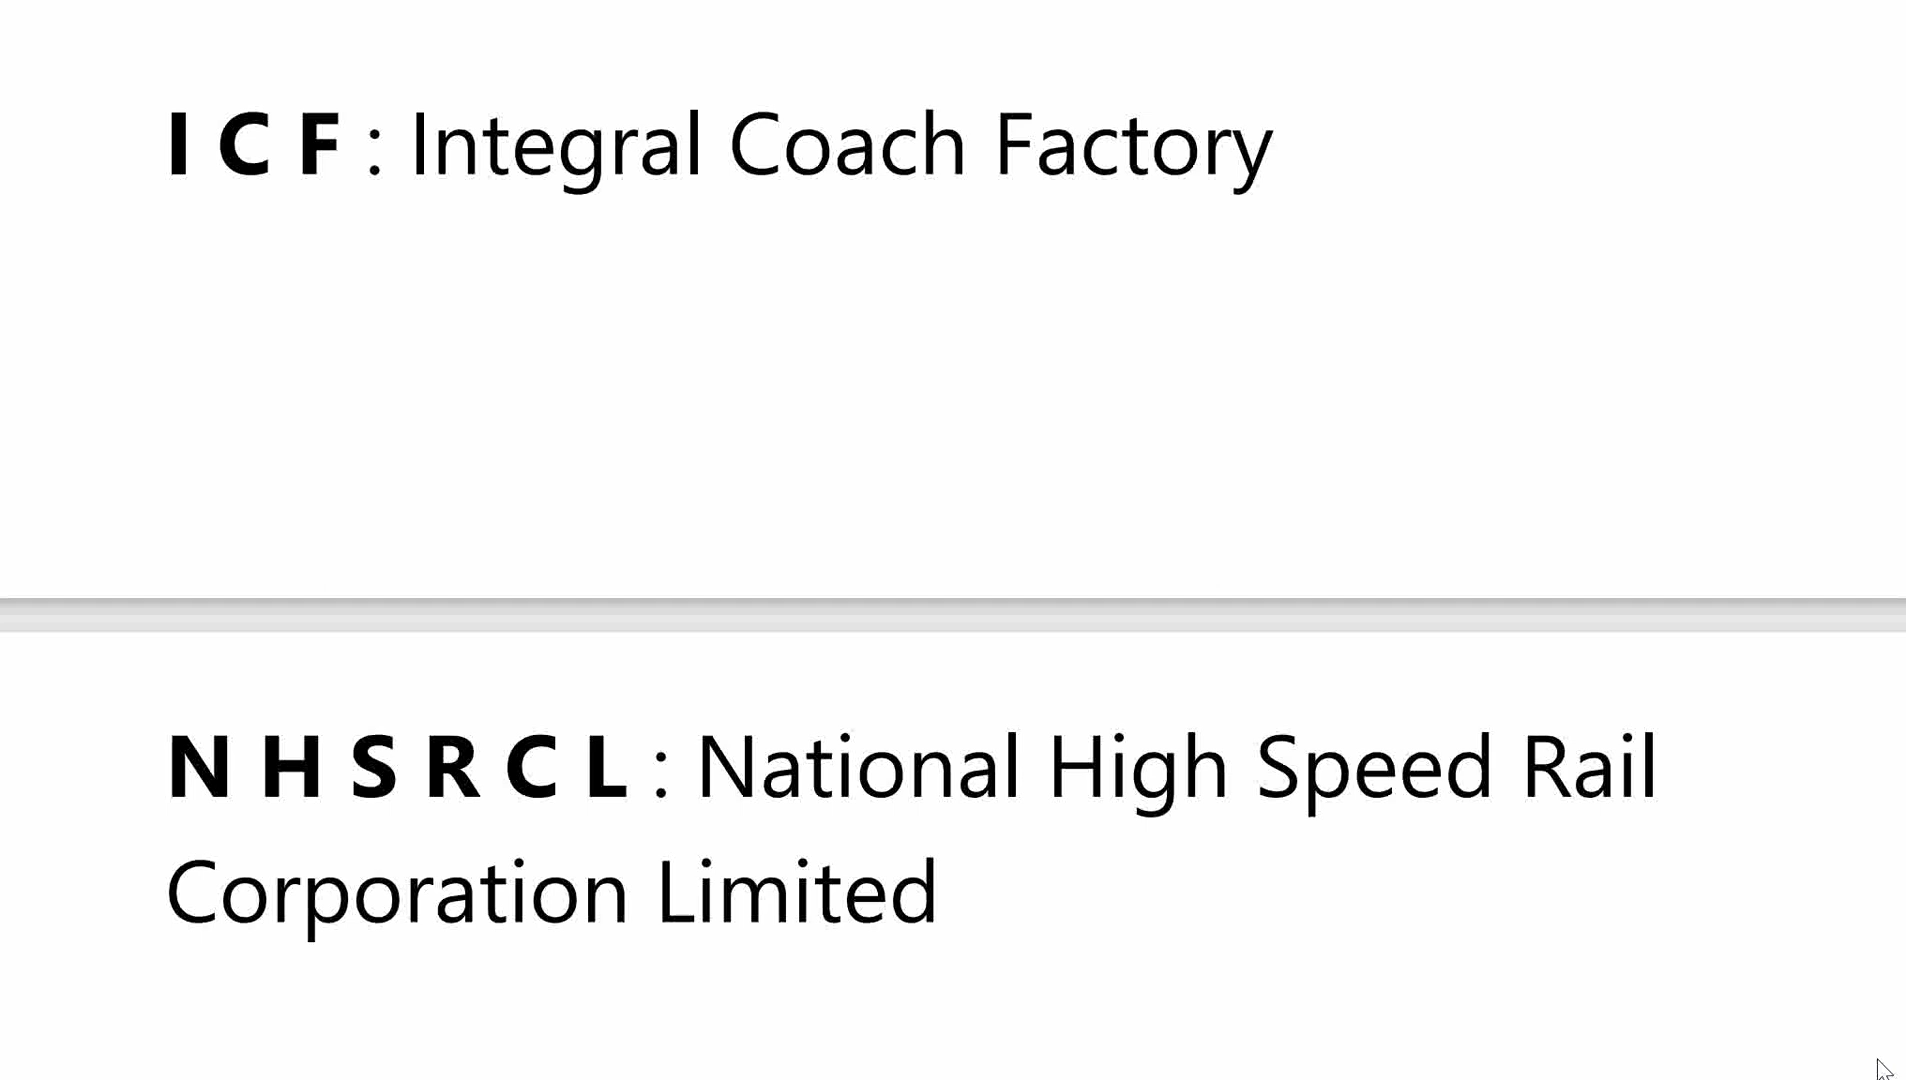 I C F : Integral Coach Factory
N H S R C L : National High Speed Rail
Corporation Limited